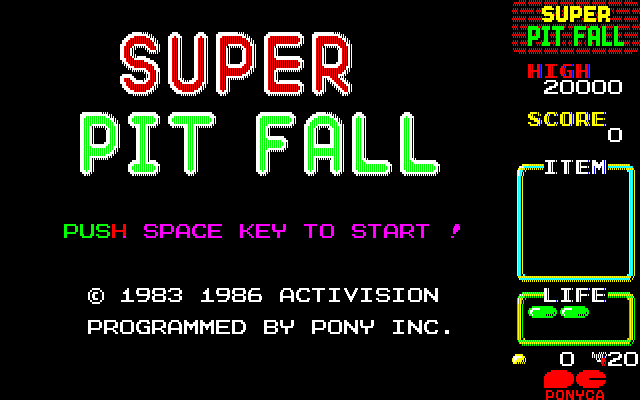 SUPER
PIT FALL
PUSH SPACE KEY TO START !
© 1983 1986 ACTIVISION
PROGRAMMED BY PONY INC.
SUPER
PIT FALL
HIGH
20000
SCORE
0
ITEM
LIFE
0 20
PONYCA